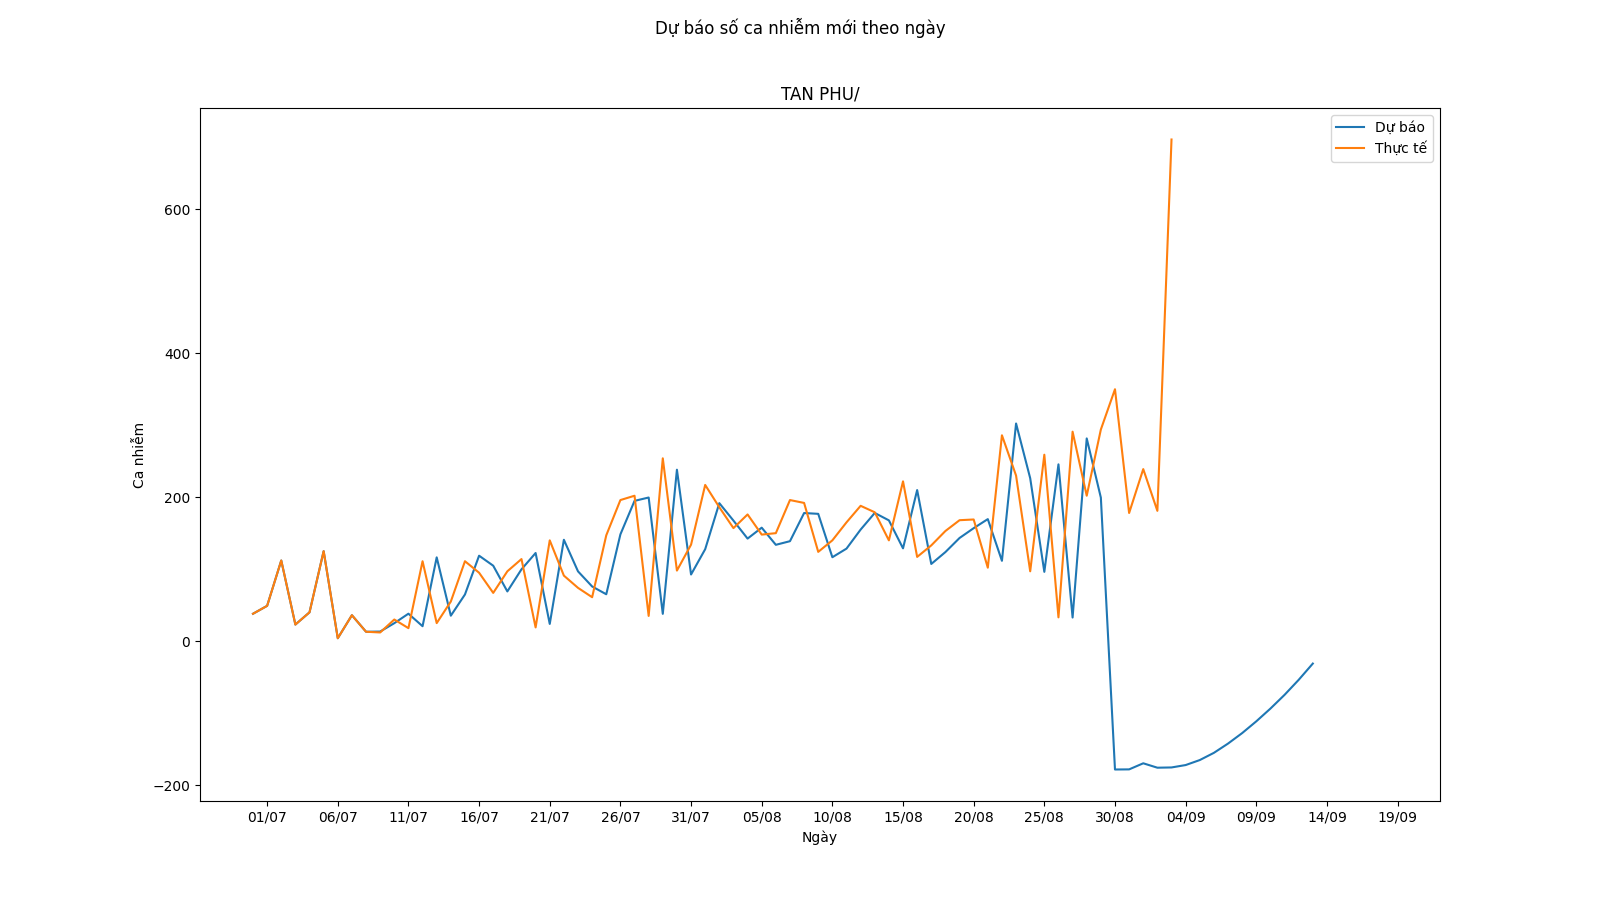 Dự báo số ca nhiễm mới theo ngày
TAN PHU/
Dự báo
Thực tế
600
400
200
0
−200
Ca nhiễm
01/07 06/07 11/07 16/07 21/07 26/07 31/07 05/08 10/08 15/08 20/08 25/08 30/08 04/09 09/09 14/09 19/09
Ngày